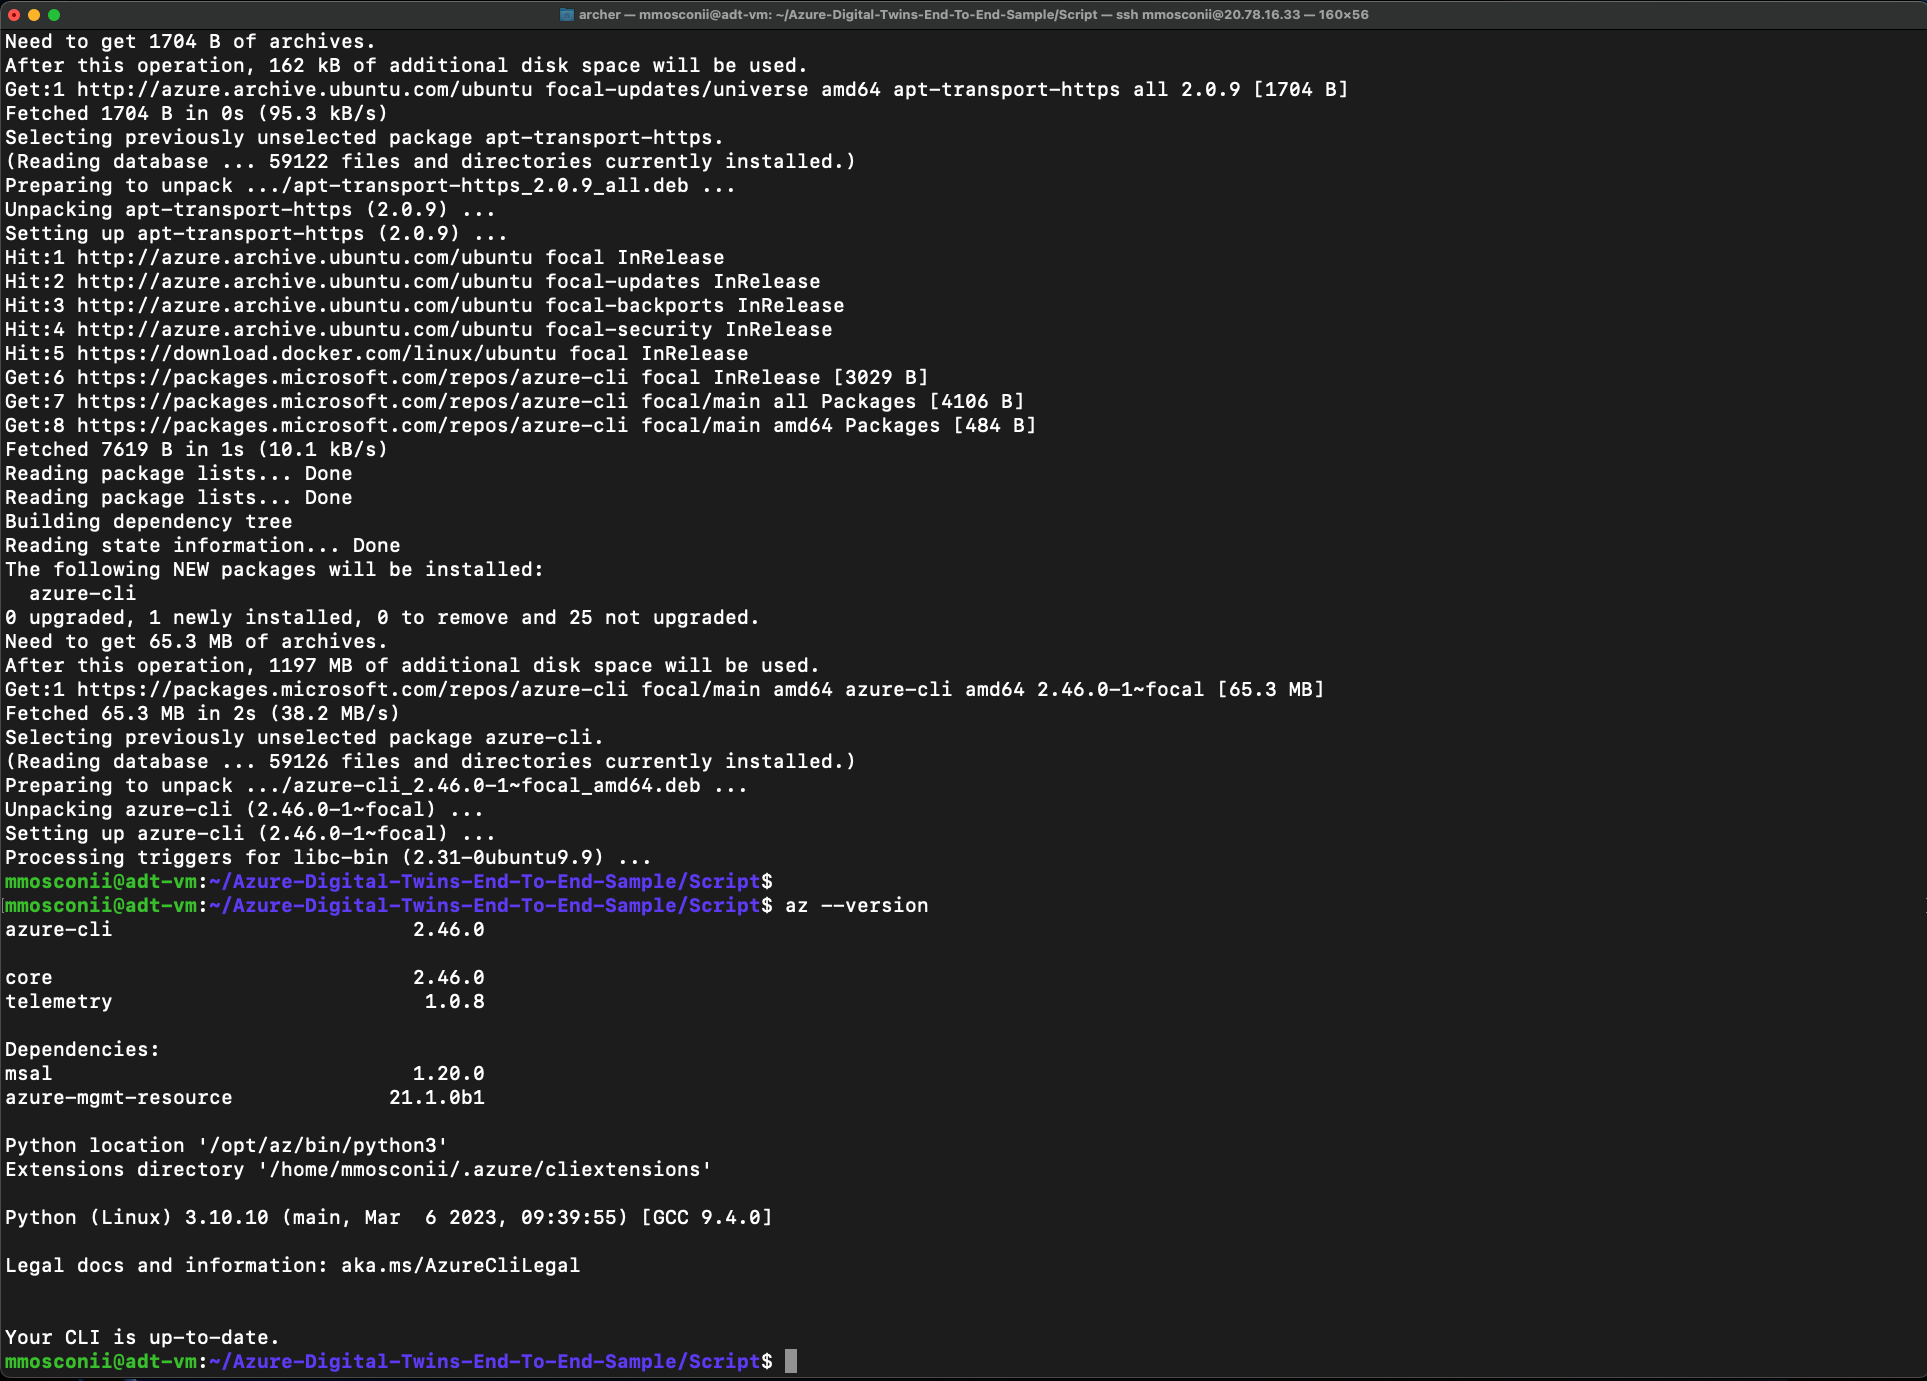 archer — mmosconii@adt-vm: ~/Azure-Digital-Twins-End-To-End-Sample/Script — ssh mmosconii@20.78.16.33 — 160×56
Need to get 1704 B of archives.
After this operation, 162 kB of additional disk space will be used.
Get:1 http://azure.archive.ubuntu.com/ubuntu focal-updates/universe amd64 apt-transport-https all 2.0.9 [1704 B]
Fetched 1704 B in 0s (95.3 kB/s)
Selecting previously unselected package apt-transport-https.
(Reading database ... 59122 files and directories currently installed.)
Preparing to unpack .../apt-transport-https_2.0.9_all.deb ...
Unpacking apt-transport-https (2.0.9) ...
Setting up apt-transport-https (2.0.9) ...
Hit:1 http://azure.archive.ubuntu.com/ubuntu focal InRelease
Hit:2 http://azure.archive.ubuntu.com/ubuntu focal-updates InRelease
Hit:3 http://azure.archive.ubuntu.com/ubuntu focal-backports InRelease
Hit:4 http://azure.archive.ubuntu.com/ubuntu focal-security InRelease
Hit:5 https://download.docker.com/linux/ubuntu focal InRelease
Get:6 https://packages.microsoft.com/repos/azure-cli focal InRelease [3029 B]
Get:7 https://packages.microsoft.com/repos/azure-cli focal/main all Packages [4106 B]
Get:8 https://packages.microsoft.com/repos/azure-cli focal/main amd64 Packages [484 B]
Fetched 7619 B in 1s (10.1 kB/s)
Reading package lists... Done
Reading package lists... Done
Building dependency tree
Reading state information... Done
The following NEW packages will be installed:
  azure-cli
0 upgraded, 1 newly installed, 0 to remove and 25 not upgraded.
Need to get 65.3 MB of archives.
After this operation, 1197 MB of additional disk space will be used.
Get:1 https://packages.microsoft.com/repos/azure-cli focal/main amd64 azure-cli amd64 2.46.0-1~focal [65.3 MB]
Fetched 65.3 MB in 2s (38.2 MB/s)
Selecting previously unselected package azure-cli.
(Reading database ... 59126 files and directories currently installed.)
Preparing to unpack .../azure-cli_2.46.0-1~focal_amd64.deb ...
Unpacking azure-cli (2.46.0-1~focal) ...
Setting up azure-cli (2.46.0-1~focal) ...
Processing triggers for libc-bin (2.31-0ubuntu9.9) ...
mmosconii@adt-vm:~/Azure-Digital-Twins-End-To-End-Sample/Script$
mmosconii@adt-vm:~/Azure-Digital-Twins-End-To-End-Sample/Script$ az --version
azure-cli                         2.46.0

core                              2.46.0
telemetry                          1.0.8

Dependencies:
msal                              1.20.0
azure-mgmt-resource             21.1.0b1

Python location '/opt/az/bin/python3'
Extensions directory '/home/mmosconii/.azure/cliextensions'

Python (Linux) 3.10.10 (main, Mar  6 2023, 09:39:55) [GCC 9.4.0]

Legal docs and information: aka.ms/AzureCliLegal

Your CLI is up-to-date.
mmosconii@adt-vm:~/Azure-Digital-Twins-End-To-End-Sample/Script$